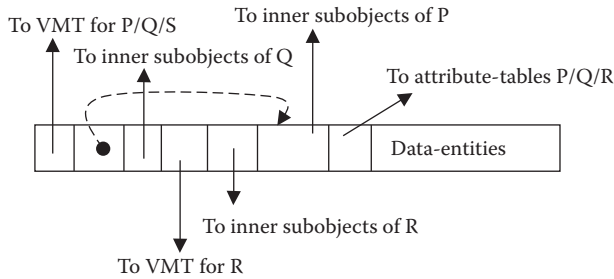 To inner subobjects of P
To VMT for P/Q/S
To inner subobjects of Q
To attribute-tables P/Q/R
Data-entities
To inner subobjects of R
To VMT for R